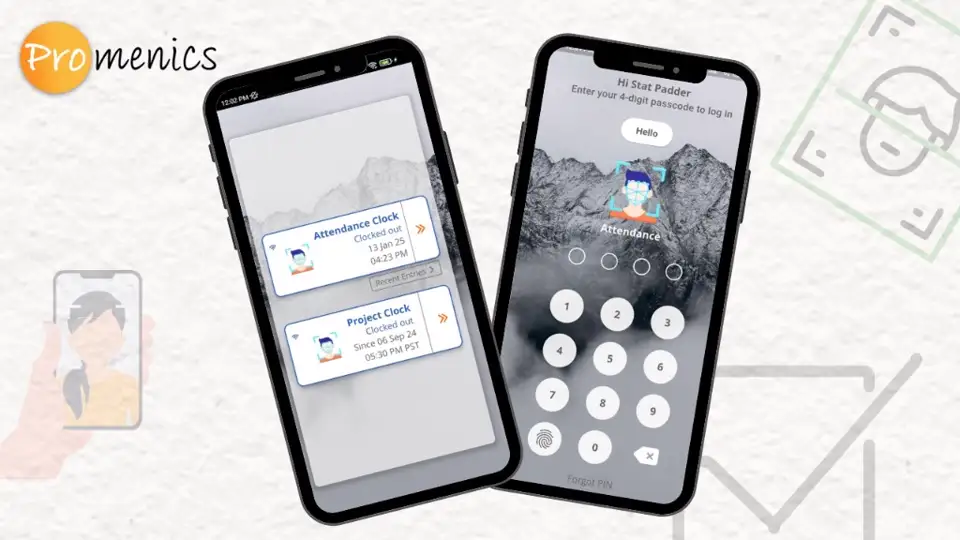 Promenics
12:02 PM
Attendance Clock
Clocked out
13 Jan 25
04:23 PM
Recent Entries
Project Clock
Clocked out
Since 06 Sep 24
05:30 PM PST
Hi Stat Padder
Enter your 4-digit passcode to log in
Hello
Attendance
1 2 3
4 5 6
7 8 9
0
Forgot PIN